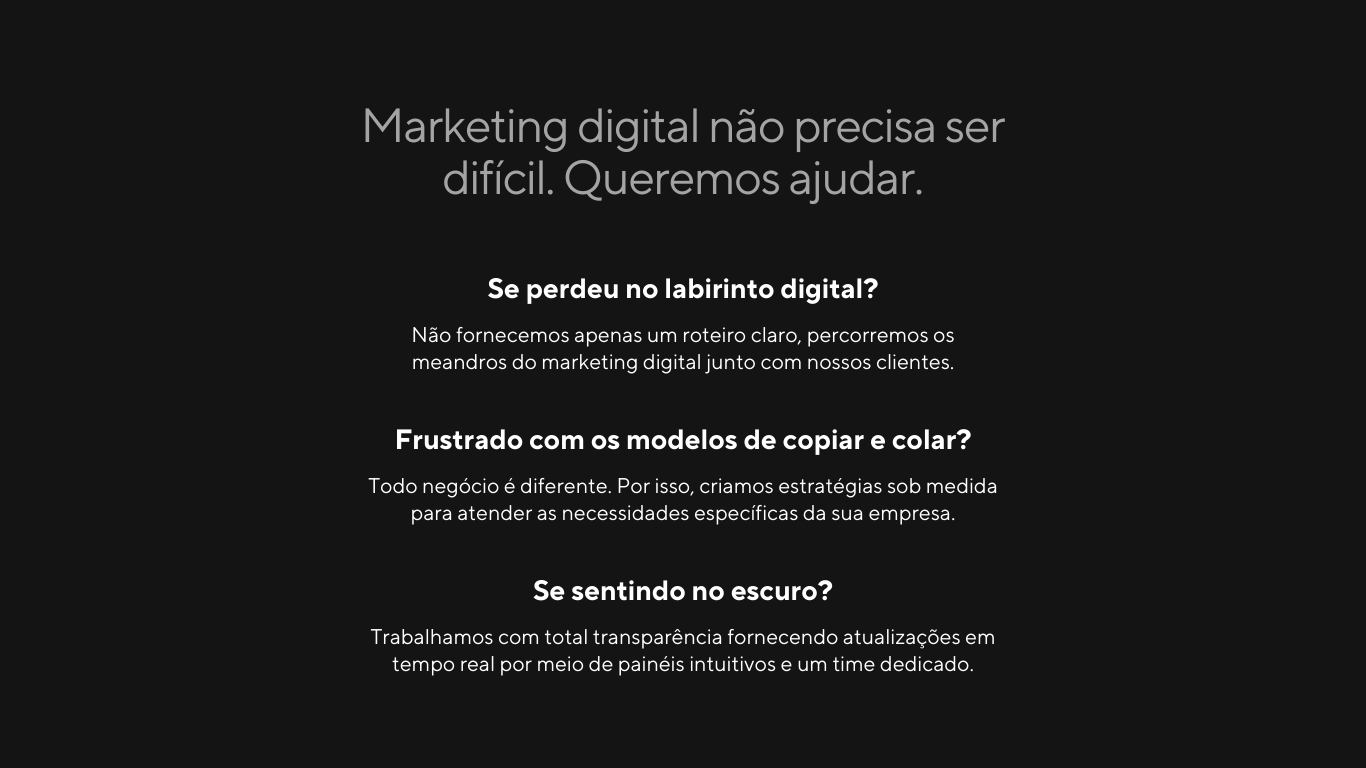 Marketing digital não precisa ser
difícil. Queremos ajudar.
Se perdeu no labirinto digital?
Não fornecemos apenas um roteiro claro, percorremos os
meandros do marketing digital junto com nossos clientes.
Frustrado com os modelos de copiar e colar?
Todo negócio é diferente. Por isso, criamos estratégias sob medida
para atender as necessidades específicas da sua empresa.
Se sentindo no escuro?
Trabalhamos com total transparência fornecendo atualizações em
tempo real por meio de painéis intuitivos e um time dedicado.